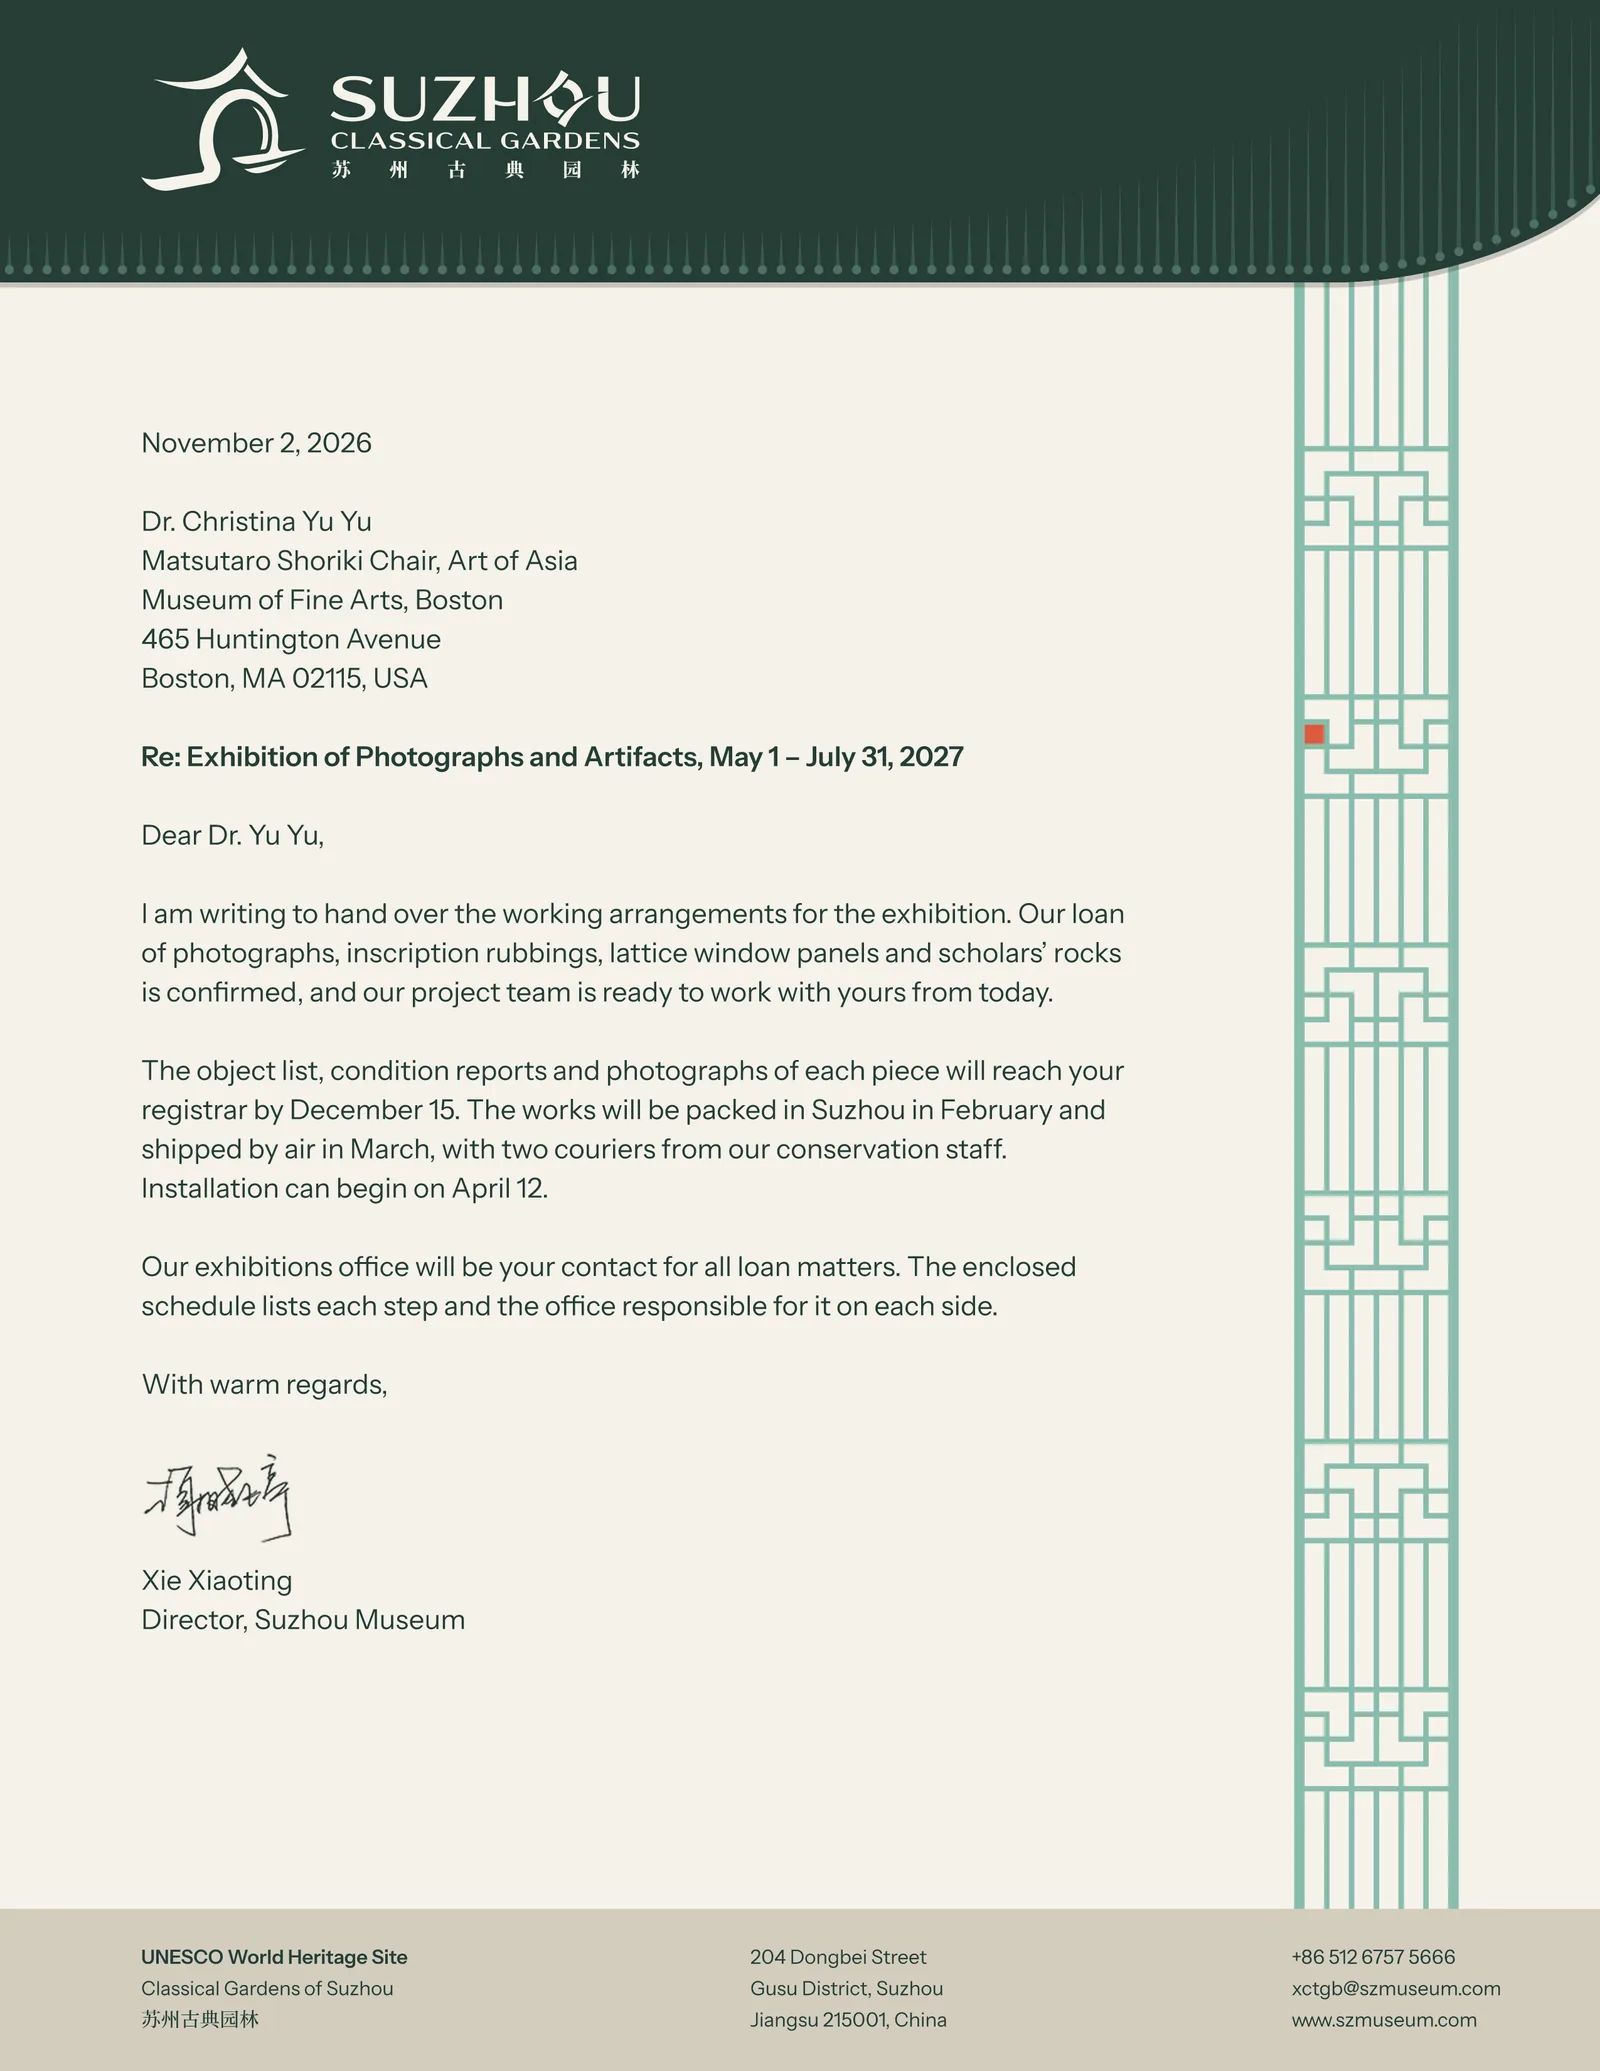 SUZHOU
CLASSICAL GARDENS
苏州古典园林
November 2, 2026
Dr. Christina Yu Yu
Matsutaro Shoriki Chair, Art of Asia
Museum of Fine Arts, Boston
465 Huntington Avenue
Boston, MA 02115, USA
Re: Exhibition of Photographs and Artifacts, May 1 – July 31, 2027
Dear Dr. Yu Yu,
I am writing to hand over the working arrangements for the exhibition. Our loan
of photographs, inscription rubbings, lattice window panels and scholars’ rocks
is confirmed, and our project team is ready to work with yours from today.
The object list, condition reports and photographs of each piece will reach your
registrar by December 15. The works will be packed in Suzhou in February and
shipped by air in March, with two couriers from our conservation staff.
Installation can begin on April 12.
Our exhibitions office will be your contact for all loan matters. The enclosed
schedule lists each step and the office responsible for it on each side.
With warm regards,
Xie Xiaoting
Director, Suzhou Museum
UNESCO World Heritage Site
Classical Gardens of Suzhou
苏州古典园林
204 Dongbei Street
Gusu District, Suzhou
Jiangsu 215001, China
+86 512 6757 5666
xctgb@szmuseum.com
www.szmuseum.com